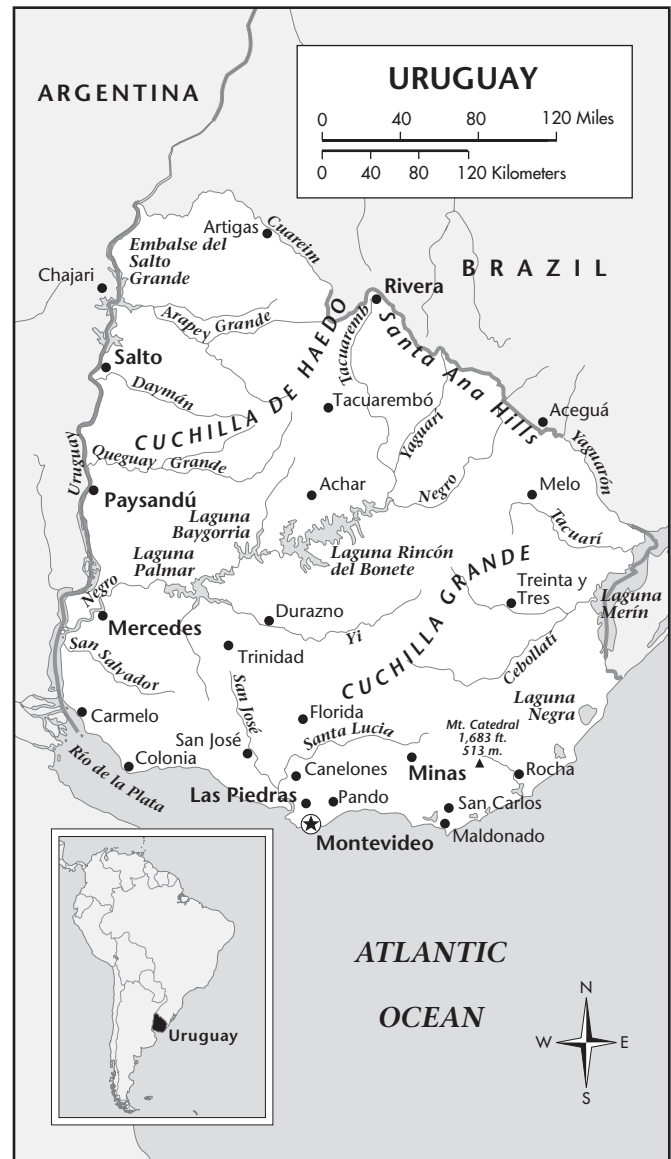 URUGUAY
0 40 80 120 Miles
0 40 80 120 Kilometers
ARGENTINA
BRAZIL
Artigas
Cuareim
Embalse del
Salto
Grande
Chajari
Rivera
Arapey Grande
Salto
Daymán
CUCHILLA DE HAEDO
Tacuaremb
Santa Ana Hills
Tacuarembó
Aceguá
Yaguarí
Yaguarón
Uruguay
Queguay Grande
Paysandú
Achar
Negro
Melo
Laguna
Baygorria
Tacuarí
Laguna
Palmar
Laguna Rincón
del Bonete
Negro
Mercedes
Durazno
Yi
CUCHILLA GRANDE
Treinta y
Tres
Laguna
Merín
San Salvador
Trinidad
Cebollatí
San José
Laguna
Negra
Carmelo
Florida
Santa Lucia
Mt. Catedral
1,683 ft.
513 m.
San José
Colonia
Río de la Plata
Canelones
Minas
Rocha
Las Piedras
Pando
San Carlos
Montevideo
Maldonado
ATLANTIC
OCEAN
Uruguay
N
W E
S